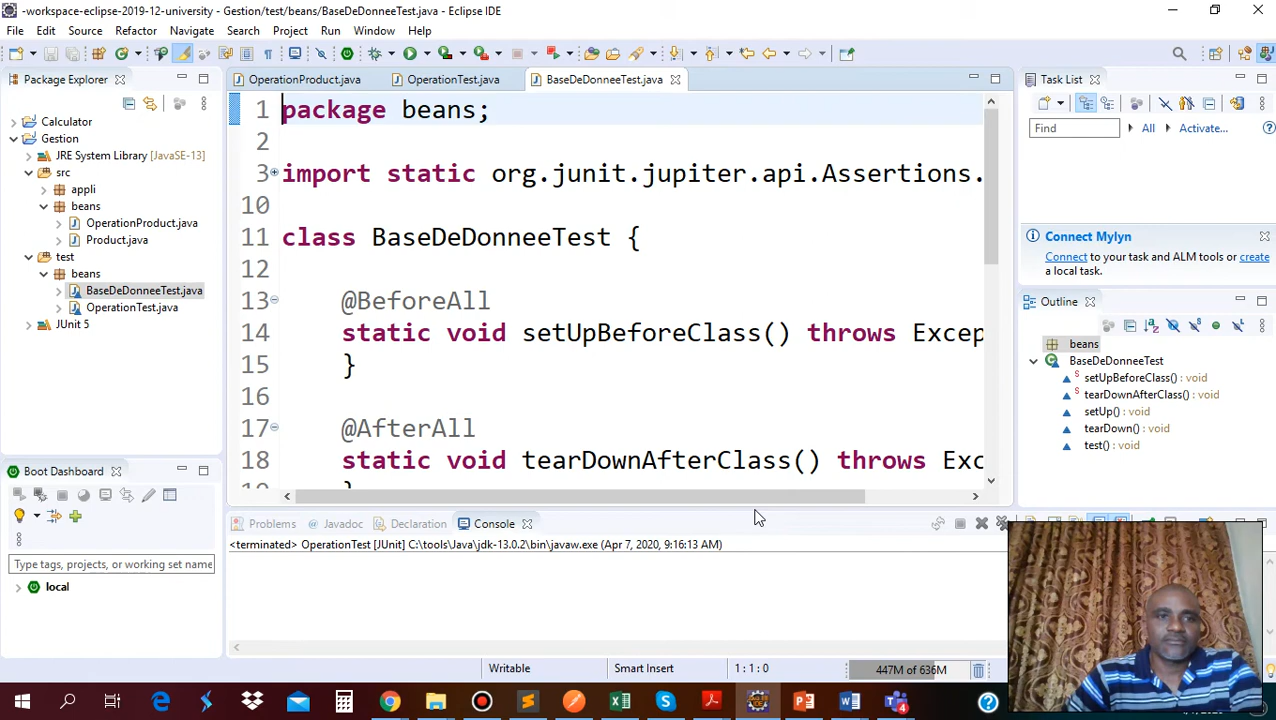 -workspace-eclipse-2019-12-university - Gestion/test/beans/BaseDeDonneeTest.java - Eclipse IDE
File Edit Source Refactor Navigate Search Project Run Window Help
Package Explorer
OperationProduct.java OperationTest.java BaseDeDonneeTest.java
Task List
Calculator
Gestion
JRE System Library [JavaSE-13]
src
appli
beans
OperationProduct.java
Product.java
test
beans
BaseDeDonneeTest.java
OperationTest.java
JUnit 5
1 package beans;
2
3 import static org.junit.jupiter.api.Assertions.
10
11 class BaseDeDonneeTest {
12
13 @BeforeAll
14 static void setUpBeforeClass() throws Excep
15 }
16
17 @AfterAll
18 static void tearDownAfterClass() throws Exc
Find All Activate...
Connect Mylyn
Connect to your task and ALM tools or create
a local task.
Outline
beans
BaseDeDonneeTest
setUpBeforeClass() : void
tearDownAfterClass() : void
setUp() : void
tearDown() : void
test() : void
Boot Dashboard
Type tags, projects, or working set name
local
Problems Javadoc Declaration Console
<terminated> OperationTest [JUnit] C:\tools\Java\jdk-13.0.2\bin\javaw.exe (Apr 7, 2020, 9:16:13 AM)
Writable Smart Insert 1 : 1 : 0 447M of 636M